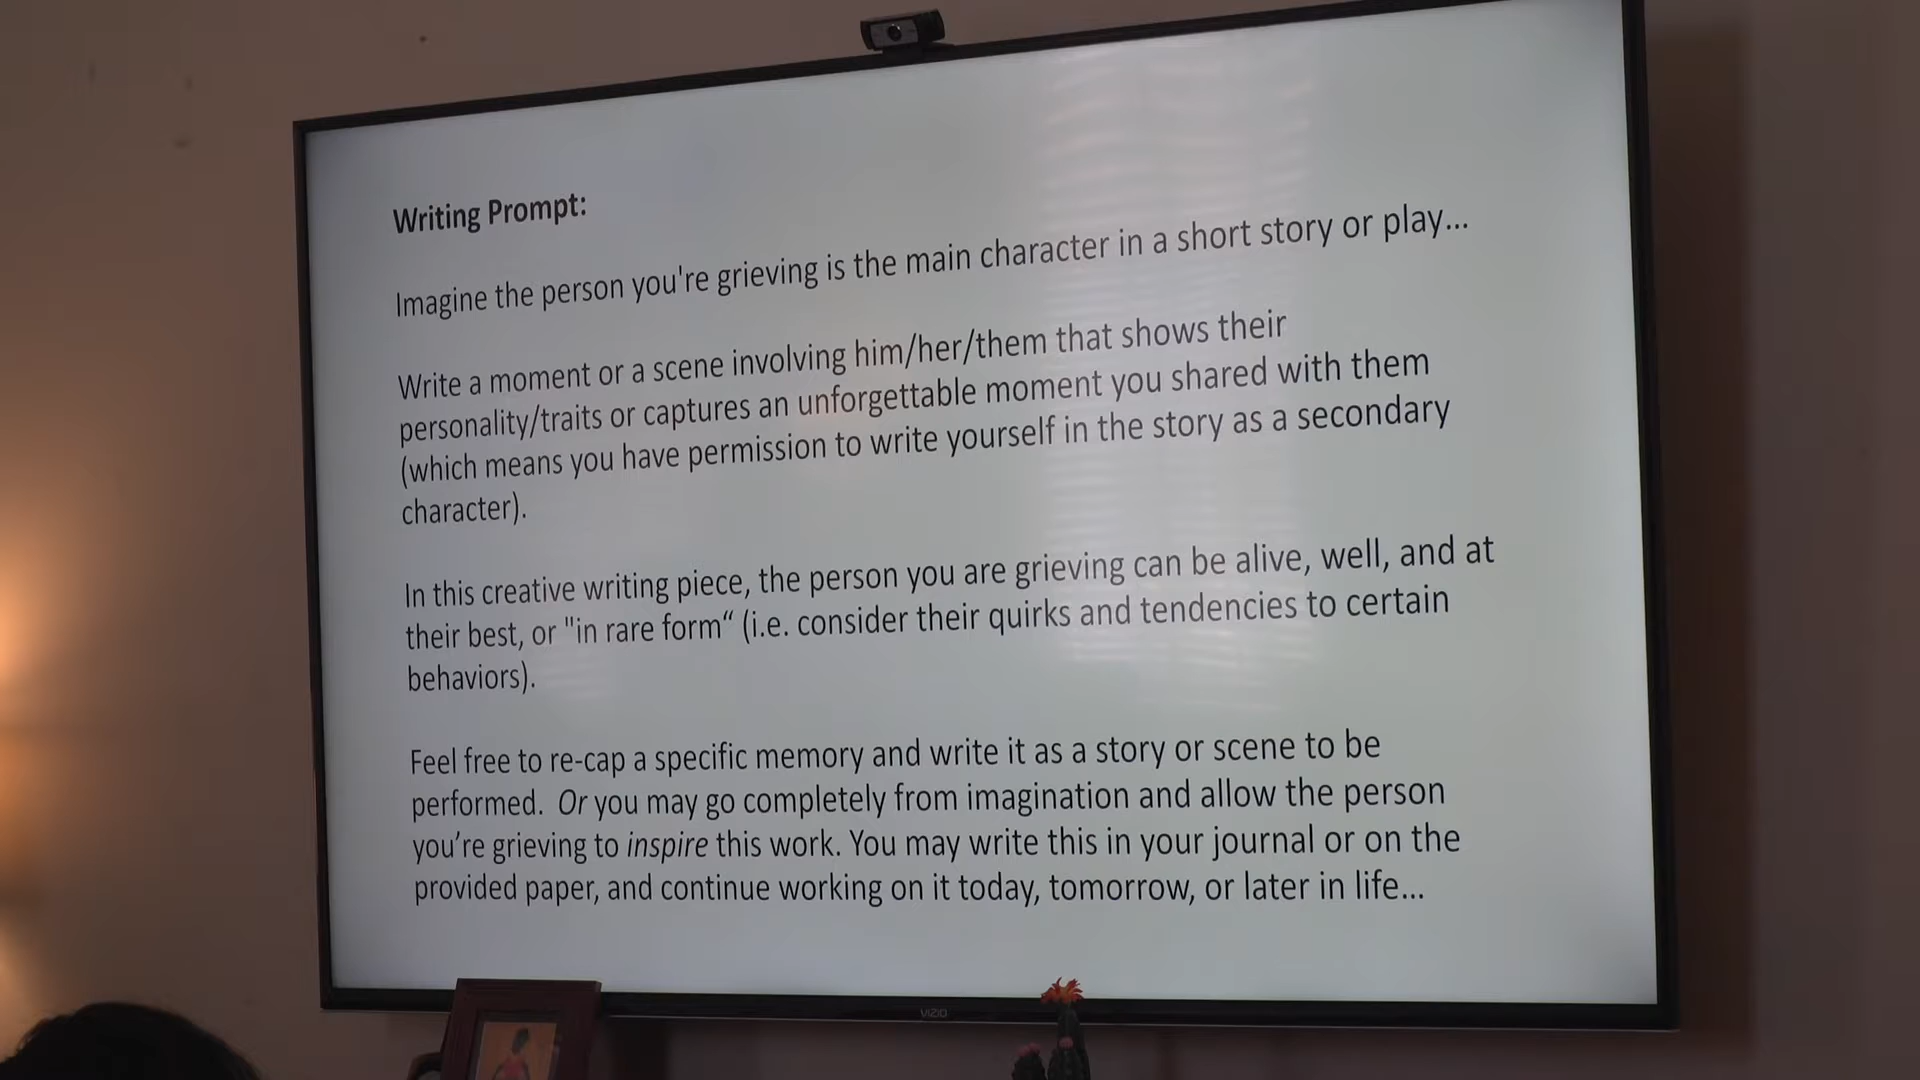 Writing Prompt:
Imagine the person you're grieving is the main character in a short story or play...
Write a moment or a scene involving him/her/them that shows their
personality/traits or captures an unforgettable moment you shared with them
(which means you have permission to write yourself in the story as a secondary
character).
In this creative writing piece, the person you are grieving can be alive, well, and at
their best, or "in rare form“ (i.e. consider their quirks and tendencies to certain
behaviors).
Feel free to re-cap a specific memory and write it as a story or scene to be
performed.  Or you may go completely from imagination and allow the person
you’re grieving to inspire this work. You may write this in your journal or on the
provided paper, and continue working on it today, tomorrow, or later in life...
VIZIO